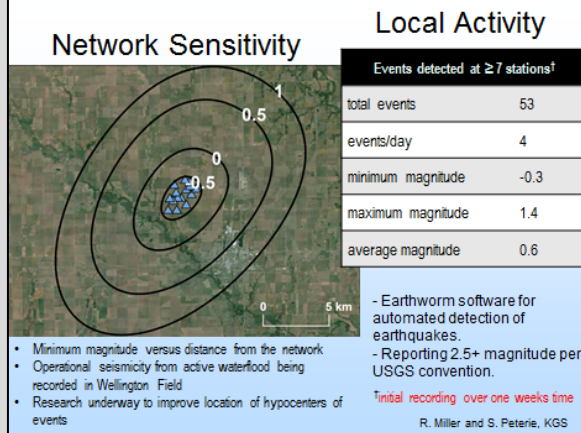 Network Sensitivity
1
0.5
0
-0.5
0 5 km
• Minimum magnitude versus distance from the network
• Operational seismicity from active waterflood being
recorded in Wellington Field
• Research underway to improve location of hypocenters of
events
Local Activity
Events detected at ≥7 stations†
total events 53
events/day 4
minimum magnitude -0.3
maximum magnitude 1.4
average magnitude 0.6
- Earthworm software for
automated detection of
earthquakes.
- Reporting 2.5+ magnitude per
USGS convention.
†initial recording over one weeks time
R. Miller and S. Peterie, KGS